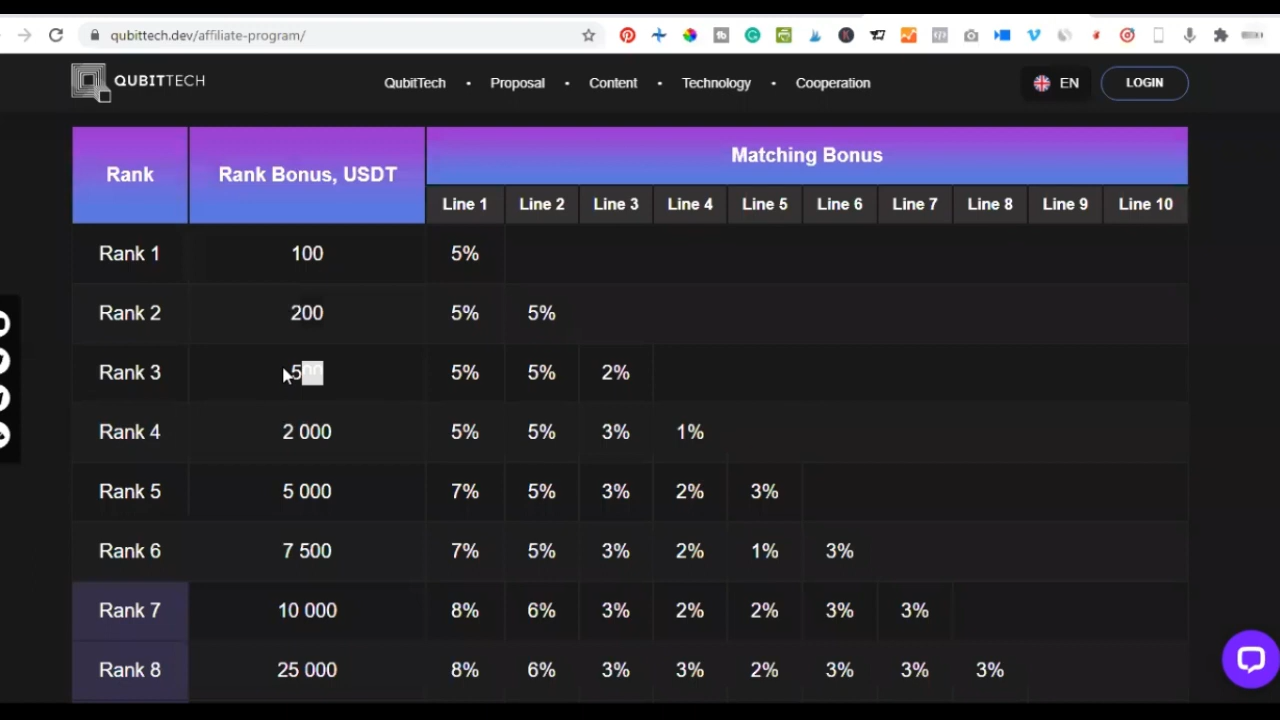 qubittech.dev/affiliate-program/
QUBITTECH
QubitTech • Proposal • Content • Technology • Cooperation
EN
LOGIN
Rank Rank Bonus, USDT Matching Bonus
Line 1 Line 2 Line 3 Line 4 Line 5 Line 6 Line 7 Line 8 Line 9 Line 10
Rank 1 100 5%
Rank 2 200 5% 5%
Rank 3 500 5% 5% 2%
Rank 4 2 000 5% 5% 3% 1%
Rank 5 5 000 7% 5% 3% 2% 3%
Rank 6 7 500 7% 5% 3% 2% 1% 3%
Rank 7 10 000 8% 6% 3% 2% 2% 3% 3%
Rank 8 25 000 8% 6% 3% 3% 2% 3% 3% 3%